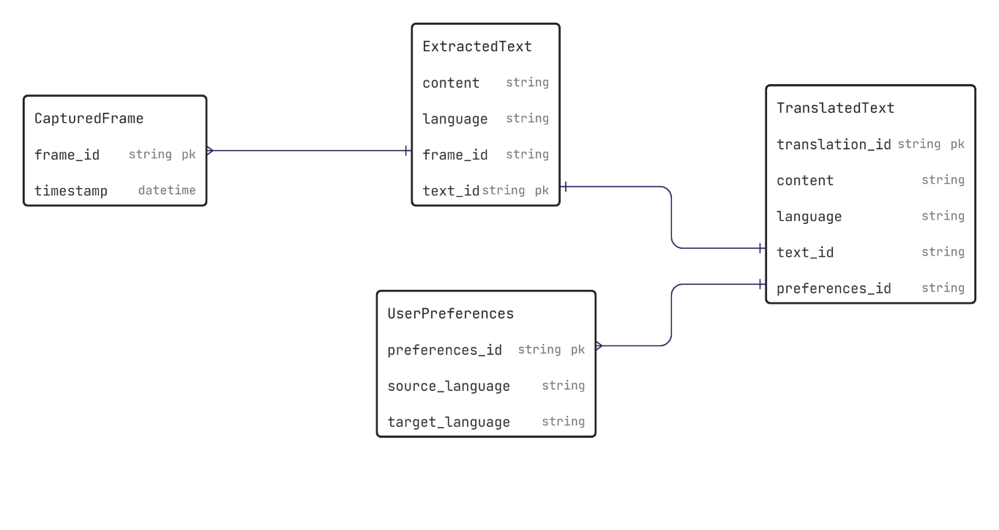 CapturedFrame
frame_id string pk
timestamp datetime
ExtractedText
content string
language string
frame_id string
text_id string pk
TranslatedText
translation_id string pk
content string
language string
text_id string
preferences_id string
UserPreferences
preferences_id string pk
source_language string
target_language string